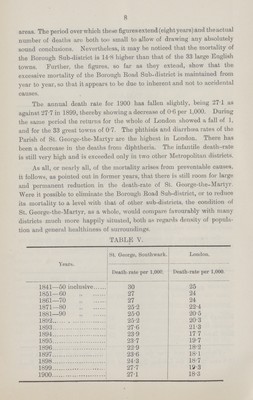 8
areas. The period over which these figures extend (eight years) and the actual
number of deaths are both too small to allow of drawing any absolutely
sound conclusions. Nevertheless, it may be noticed that the mortality of
the Borough Sub-district is 14·8 higher than that of the 33 large English
towns. Further, the figures, so far as they extend, show that the
excessive mortality of the Borough Road Sub-district is maintained from
year to year, so that it appears to be due to inherent and not to accidental
causes.
The annual death rate for 1900 has fallen slightly, being 27·1 as
against 27·7 in 1899, thereby showing a decrease of 0·6 per 1,000. During
the same period the returns for the whole of London showed a fall of 1,
and for the 33 great towns of 0·7. The phthisis and diarrhœa rates of the
Parish of St. George-the-Martyr are the highest in London. There has
been a decrease in the deaths from diphtheria. The infantile death-rate
is still very high and is exceeded only in two other Metropolitan districts.
As all, or nearly all, of the mortality arises from preventable causes,
it follows, as pointed out in former years, that there is still room for large
and permanent reduction in the death-rate of St. George-the-Martyr.
Were it possible to eliminate the Borough Road Sub-district, or to reduce
its mortality to a level with that of other sub-districts, the condition of
St. George-the-Martyr, as a whole, would compare favourably with many
districts much more happily situated, both as regards density of popula-
tion and general healthiness of surroundings.
TABLE V.
Years. St. George, Southwark. London.
Death-rate per 1,000. Death-rate per 1,000.
1841—50 inclusive...... 30 25
1851—60 „ ...... 27 24
1861—70 „ ...... 27 24
1871—80 „ ...... 25·2 22·4
1881—90 „ ...... 25·0 20·5
1892 25·2 20·3
1893 27·6 21·3
1894 23·9 17·7
1895 23·7 19·7
1896 22·9 18·2
1897 23·6 18·1
1898 24·2 18·7
1899 27·7 19·3
1900 27·1 18·3